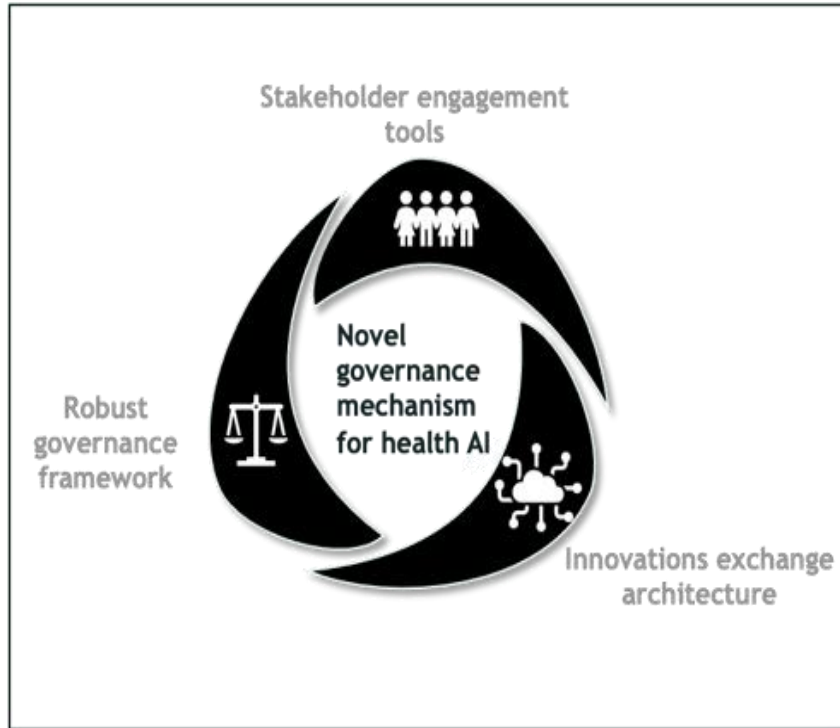 Stakeholder engagement
tools
Novel
governance
mechanism
for health AI
Robust
governance
framework
Innovations exchange
architecture